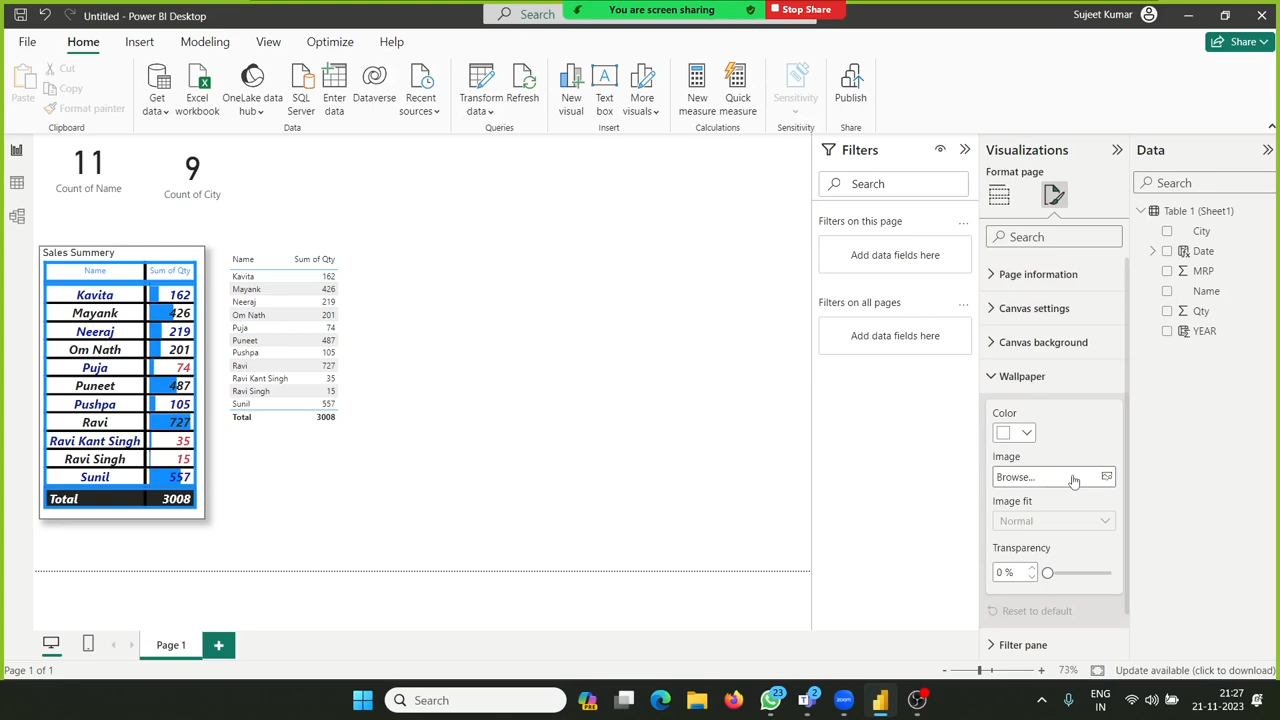 Untitled - Power BI Desktop
Search
You are screen sharing
Stop Share
Sujeet Kumar
File
Home
Insert
Modeling
View
Optimize
Help
Share
Paste
Cut
Copy
Format painter
Clipboard
Get data
Excel workbook
OneLake data hub
SQL Server
Enter data
Dataverse
Recent sources
Data
Transform data
Refresh
Queries
New visual
Text box
More visuals
Insert
New measure
Quick measure
Calculations
Sensitivity
Sensitivity
Publish
Share
11
Count of Name
9
Count of City
Sales Summery
Name Sum of Qty
Kavita 162
Mayank 426
Neeraj 219
Om Nath 201
Puja 74
Puneet 487
Pushpa 105
Ravi 727
Ravi Kant Singh 35
Ravi Singh 15
Sunil 557
Total 3008
Name Sum of Qty
Kavita 162
Mayank 426
Neeraj 219
Om Nath 201
Puja 74
Puneet 487
Pushpa 105
Ravi 727
Ravi Kant Singh 35
Ravi Singh 15
Sunil 557
Total 3008
Filters
Search
Filters on this page
...
Add data fields here
Filters on all pages
...
Add data fields here
Visualizations
Format page
Search
Page information
Canvas settings
Canvas background
Wallpaper
Color
Image
Browse...
Image fit
Normal
Transparency
0 %
Reset to default
Filter pane
Data
Search
Table 1 (Sheet1)
City
Date
MRP
Name
Qty
YEAR
Page 1
Page 1 of 1
73%
Update available (click to download)
Search
PRE
23
2
zoom
ENG
IN
21:27
21-11-2023